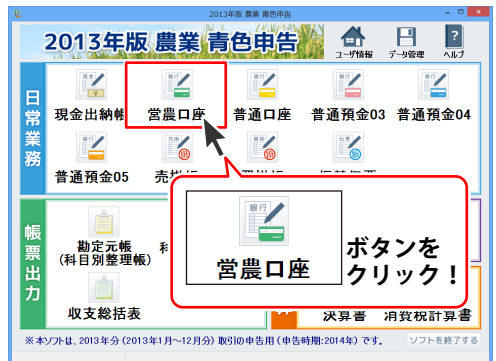 2013年版 農業 青色申告
2013年版 農業 青色申告
ユーザ情報
データ管理
ヘルプ
日常業務
現金出納帳
営農口座
普通口座
普通預金03
普通預金04
普通預金05
帳票出力
勘定元帳
(科目別整理帳)
収支総括表
銀行
営農口座
ボタンを
クリック！
決算書
消費税計算書
※本ソフトは、2013年分(2013年1月～12月分)取引の申告用(申告時期:2014年)です。
ソフトを終了する